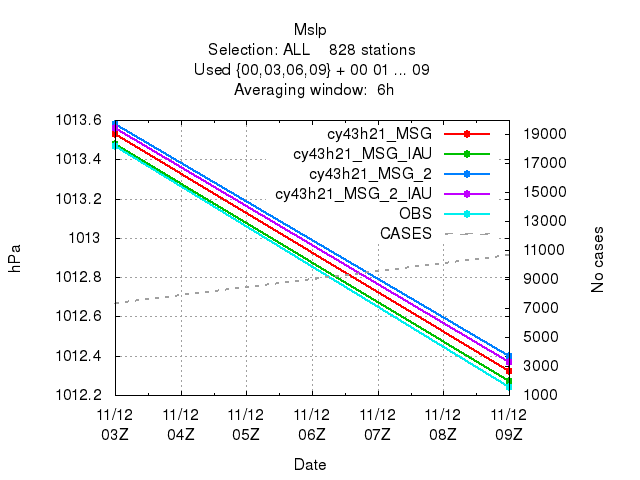 Mslp
Selection: ALL    828 stations
Used {00,03,06,09} + 00 01 ... 09
Averaging window:  6h
1013.6
1013.4
1013.2
1013
1012.8
1012.6
1012.4
1012.2
hPa
cy43h21_MSG
cy43h21_MSG_IAU
cy43h21_MSG_2
cy43h21_MSG_2_IAU
OBS
CASES
19000
17000
15000
13000
11000
9000
7000
5000
3000
1000
No cases
11/12 11/12 11/12 11/12 11/12 11/12 11/12
03Z 04Z 05Z 06Z 07Z 08Z 09Z
Date